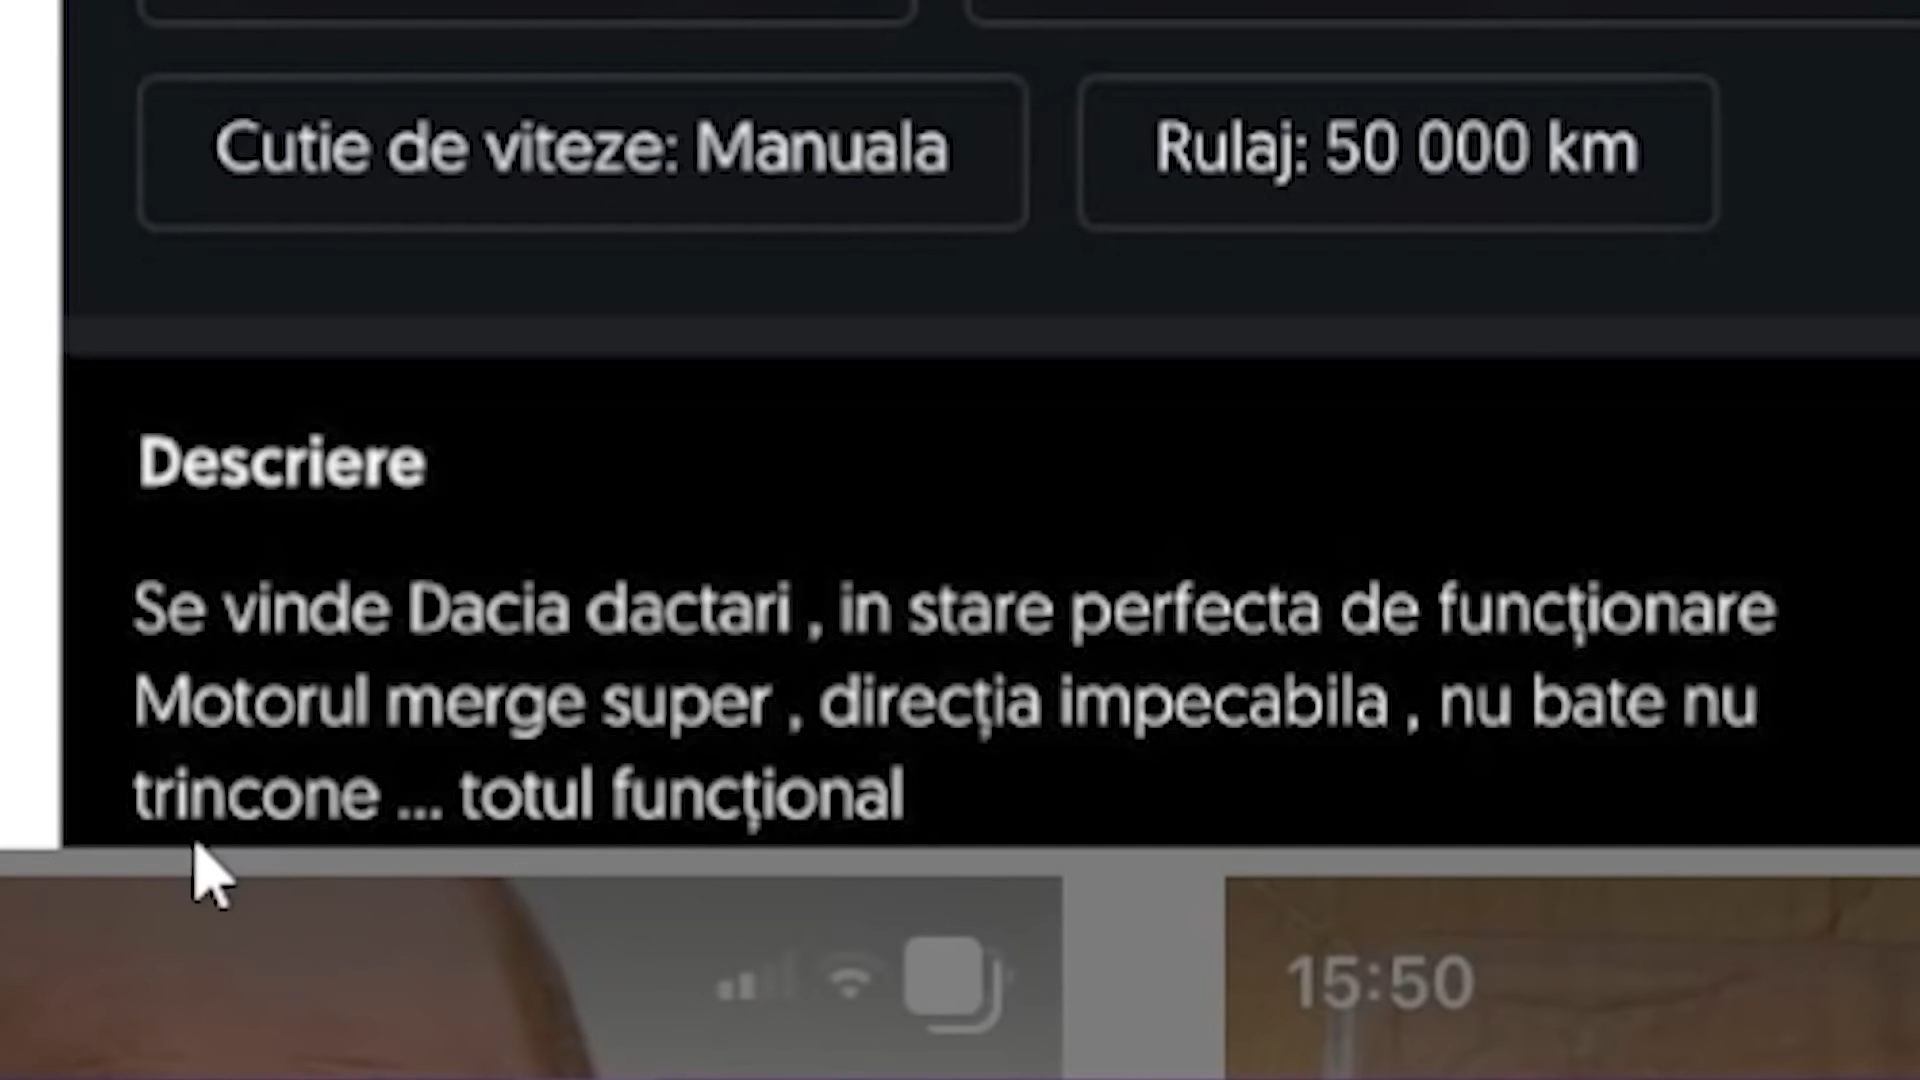 Cutie de viteze: Manuala
Rulaj: 50 000 km
Descriere
Se vinde Dacia dactari , in stare perfecta de funcționare
Motorul merge super , direcția impecabila , nu bate nu
trincone ... totul funcțional
15:50